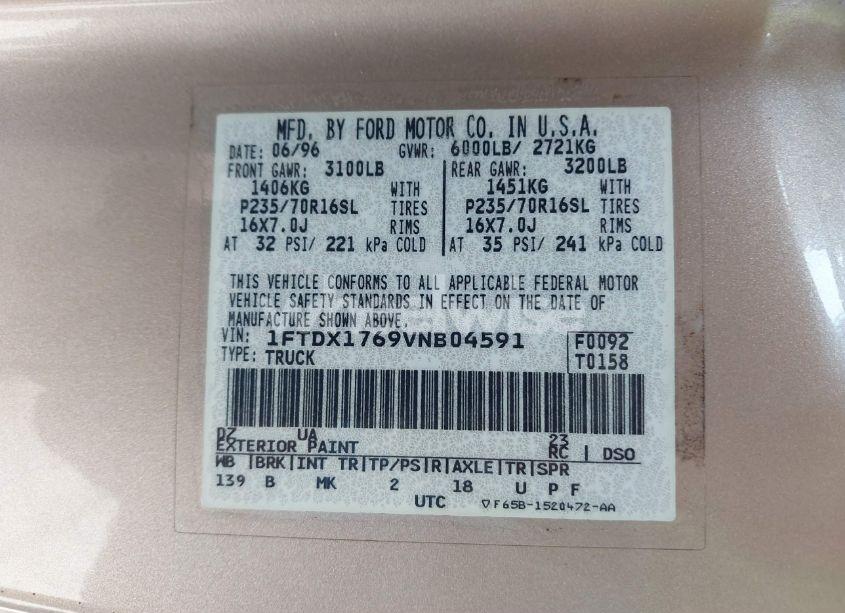 MFD. BY FORD MOTOR CO. IN U.S.A.
DATE: 06/96 GVWR: 6000LB/ 2721KG
FRONT GAWR: 3100LB REAR GAWR: 3200LB
1406KG WITH 1451KG WITH
P235/70R16SL TIRES P235/70R16SL TIRES
16X7.0J RIMS 16X7.0J RIMS
AT 32 PSI/ 221 kPa COLD AT 35 PSI/ 241 kPa COLD
THIS VEHICLE CONFORMS TO ALL APPLICABLE FEDERAL MOTOR
VEHICLE SAFETY STANDARDS IN EFFECT ON THE DATE OF
MANUFACTURE SHOWN ABOVE.
VIN: 1FTDX1769VNB04591 F0092
TYPE: TRUCK T0158
DZ UA 23
EXTERIOR PAINT RC | DSO
WB |BRK|INT TR|TP/PS|R|AXLE|TR|SPR
139 B MK 2 18 U P F
UTC ▽F65B-1520472-AA